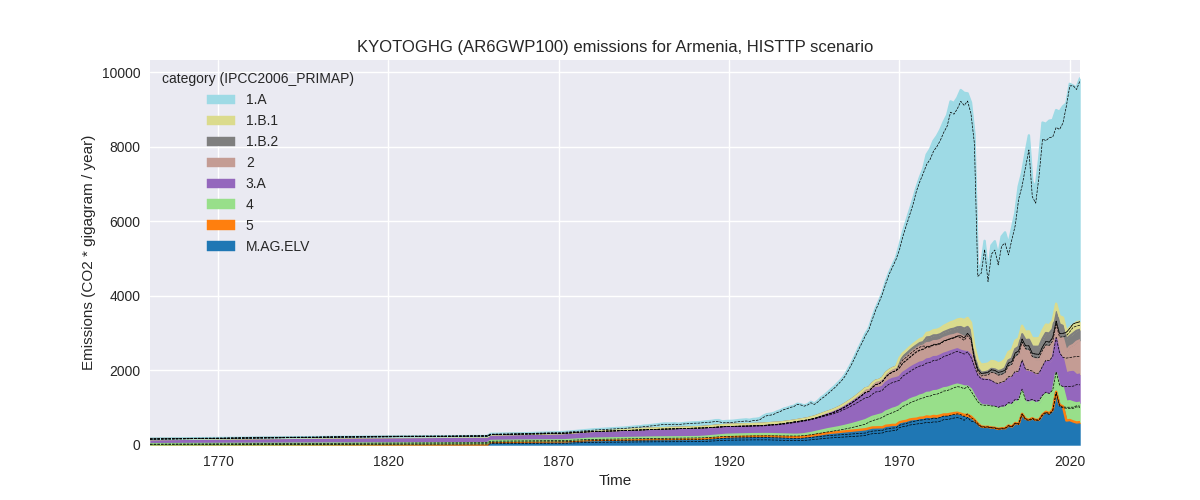 KYOTOGHG (AR6GWP100) emissions for Armenia, HISTTP scenario
category (IPCC2006_PRIMAP)
1.A
1.B.1
1.B.2
2
3.A
4
5
M.AG.ELV
Emissions (CO2 * gigagram / year)
10000
8000
6000
4000
2000
0
1770
1820
1870
1920
1970
2020
Time